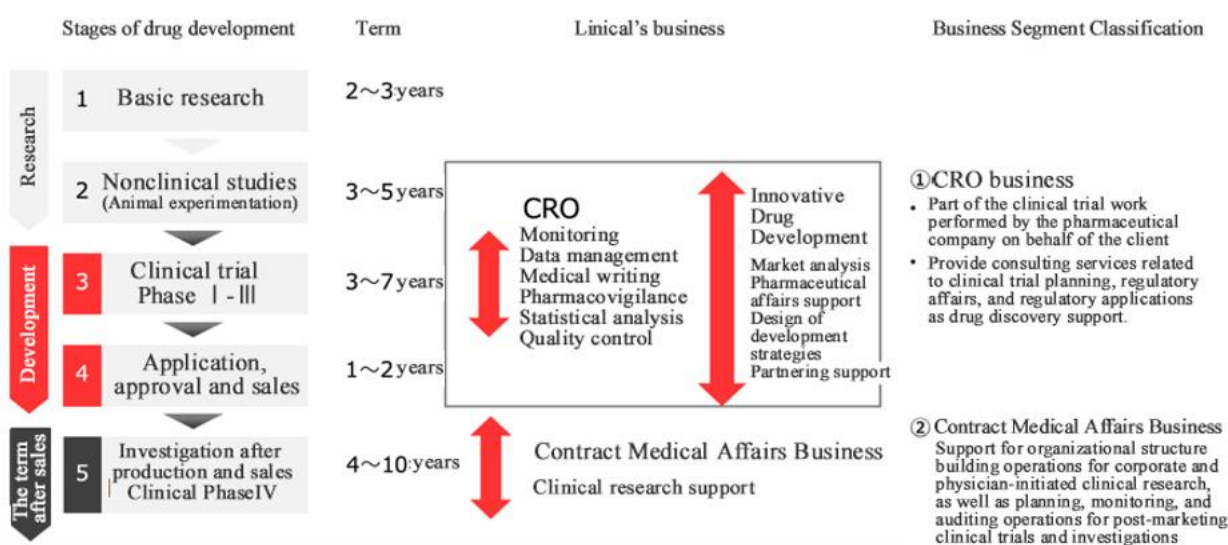 Stages of drug development
Term
Linical's business
Business Segment Classification
Research
1 Basic research
2～3:years
2 Nonclinical studies
(Animal experimentation)
3～5years
Development
3 Clinical trial
Phase Ⅰ-Ⅲ
3～7years
4 Application,
approval and sales
1～2years
The term
after sales
5 Investigation after
production and sales
Clinical PhaseIV
4～10:years
CRO
Monitoring
Data management
Medical writing
Pharmacovigilance
Statistical analysis
Quality control
Innovative
Drug
Development
Market analysis
Pharmaceutical
affairs support
Design of
development
strategies
Partnering support
Contract Medical Affairs Business
Clinical research support
①CRO business
• Part of the clinical trial work
performed by the pharmaceutical
company on behalf of the client
• Provide consulting services related
to clinical trial planning, regulatory
affairs, and regulatory applications
as drug discovery support.
② Contract Medical Affairs Business
Support for organizational structure
building operations for corporate and
physician-initiated clinical research,
as well as planning, monitoring, and
auditing operations for post-marketing
clinical trials and investigations